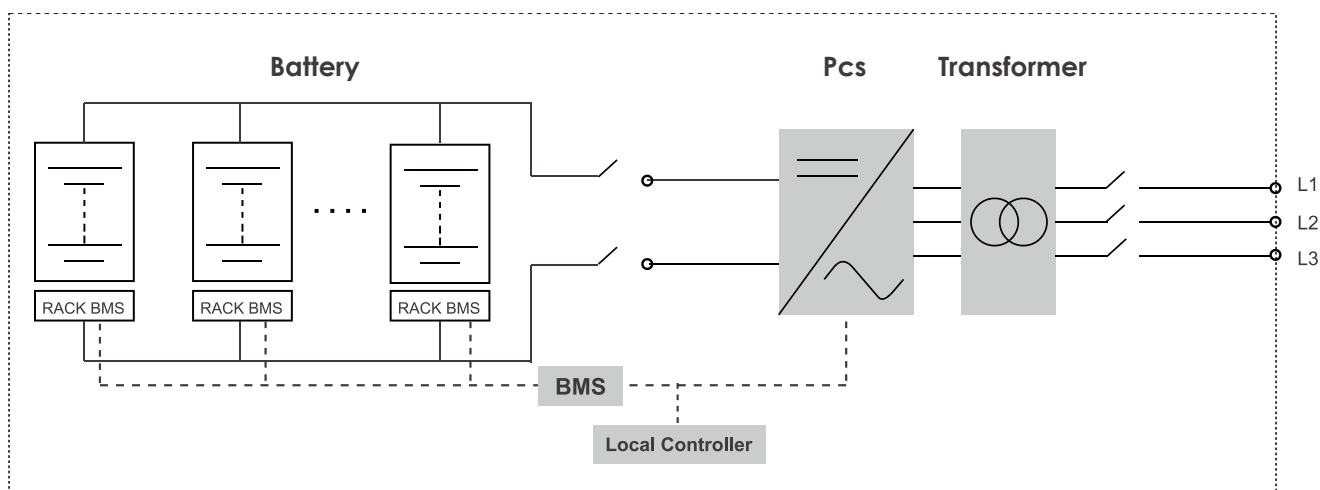 Battery
Pcs
Transformer
. . . .
L1
L2
L3
RACK BMS
RACK BMS
RACK BMS
BMS
Local Controller